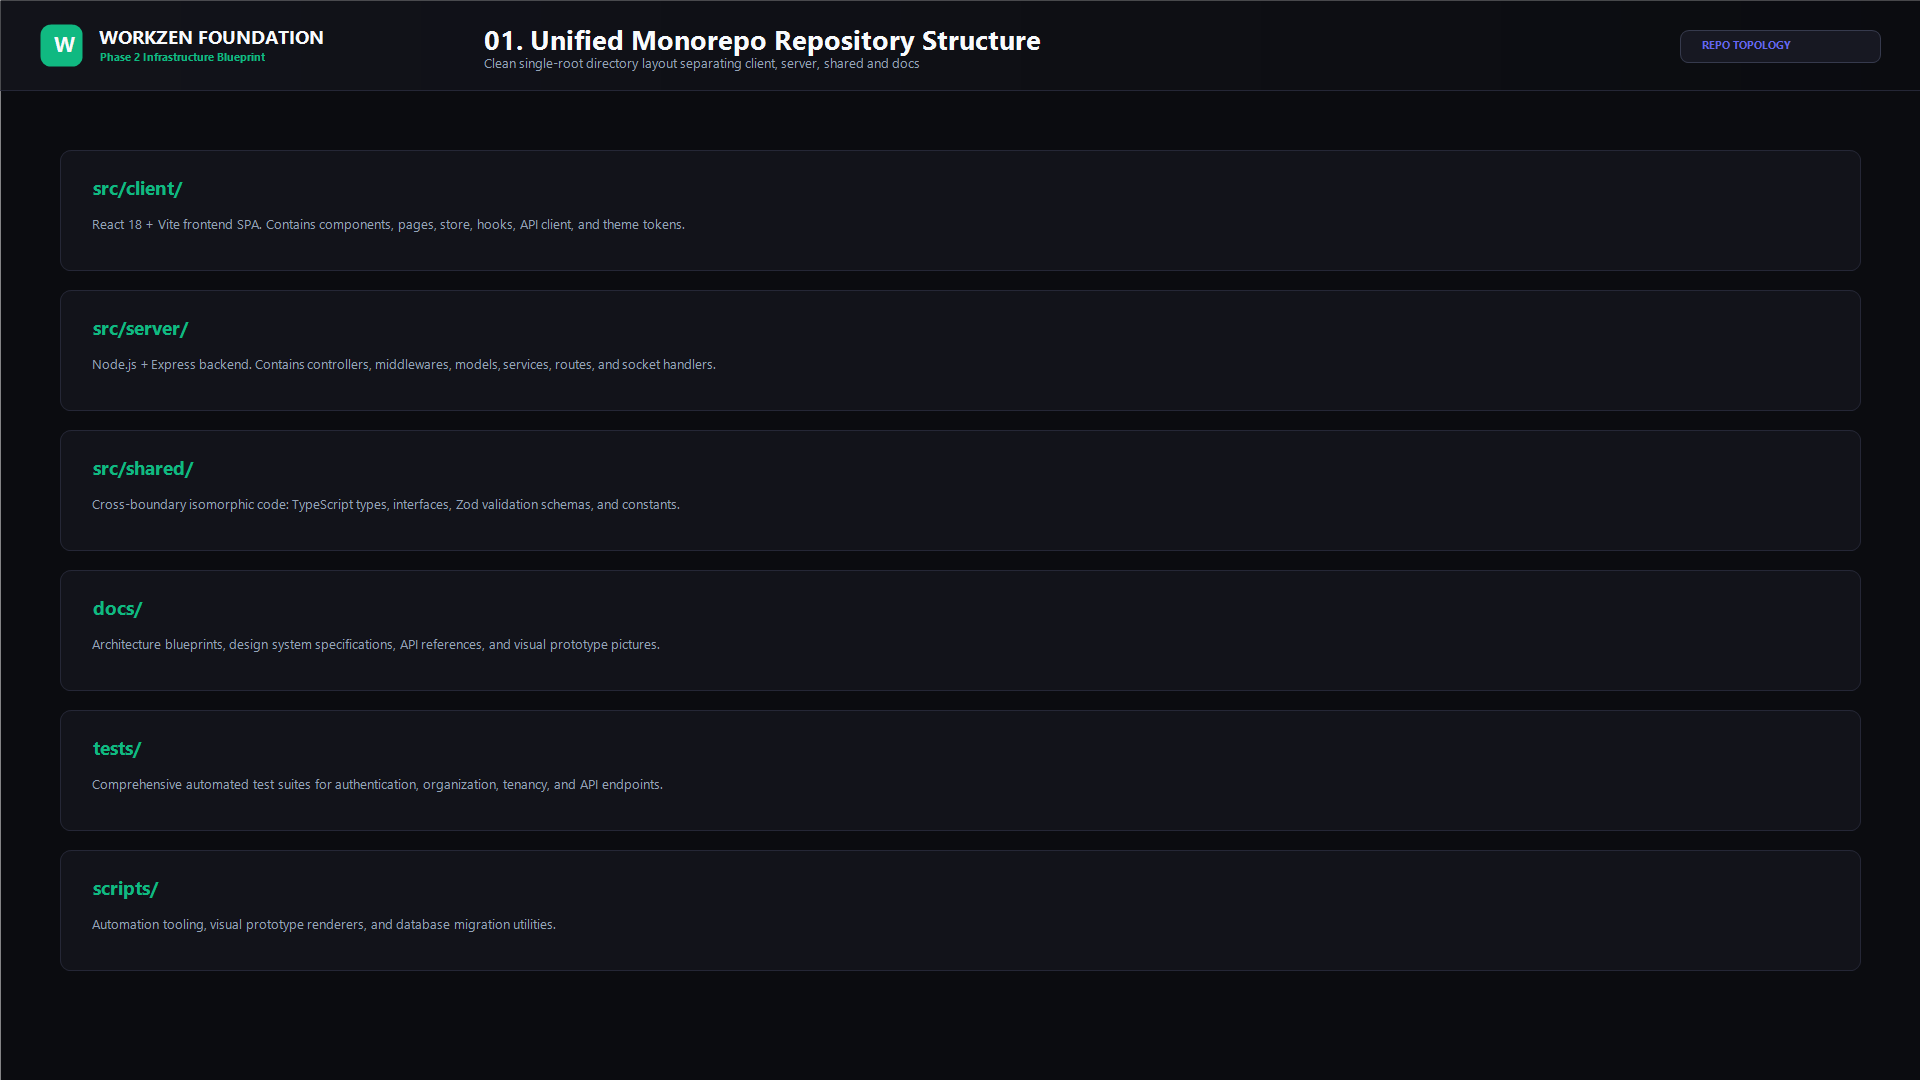 W
WORKZEN FOUNDATION
Phase 2 Infrastructure Blueprint
01. Unified Monorepo Repository Structure
Clean single-root directory layout separating client, server, shared and docs
REPO TOPOLOGY
src/client/
React 18 + Vite frontend SPA. Contains components, pages, store, hooks, API client, and theme tokens.
src/server/
Node.js + Express backend. Contains controllers, middlewares, models, services, routes, and socket handlers.
src/shared/
Cross-boundary isomorphic code: TypeScript types, interfaces, Zod validation schemas, and constants.
docs/
Architecture blueprints, design system specifications, API references, and visual prototype pictures.
tests/
Comprehensive automated test suites for authentication, organization, tenancy, and API endpoints.
scripts/
Automation tooling, visual prototype renderers, and database migration utilities.